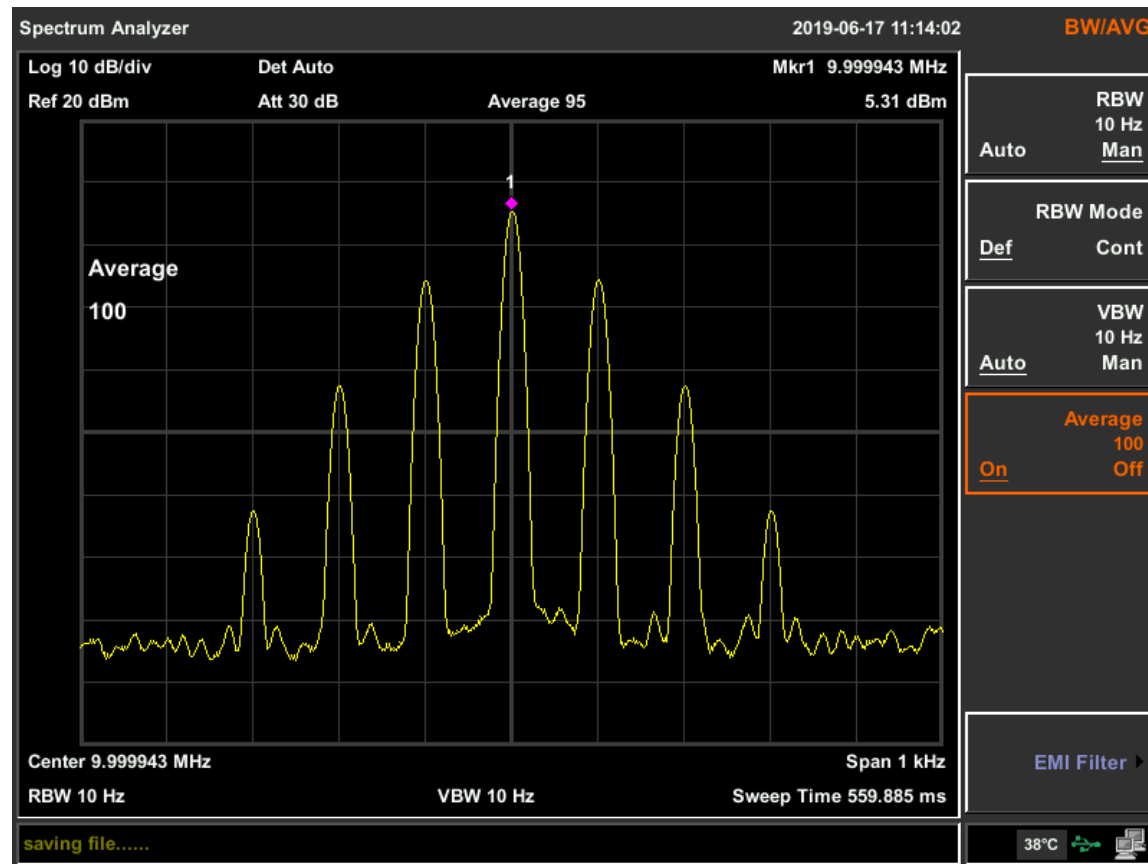 Spectrum Analyzer 2019-06-17 11:14:02 BW/AVG
Log 10 dB/div Det Auto Mkr1 9.999943 MHz
Ref 20 dBm Att 30 dB Average 95 5.31 dBm
1
Average
100
Center 9.999943 MHz Span 1 kHz
RBW 10 Hz VBW 10 Hz Sweep Time 559.885 ms
saving file......
RBW
10 Hz
Auto Man
RBW Mode
Def Cont
VBW
10 Hz
Auto Man
Average
100
On Off
EMI Filter
38°C